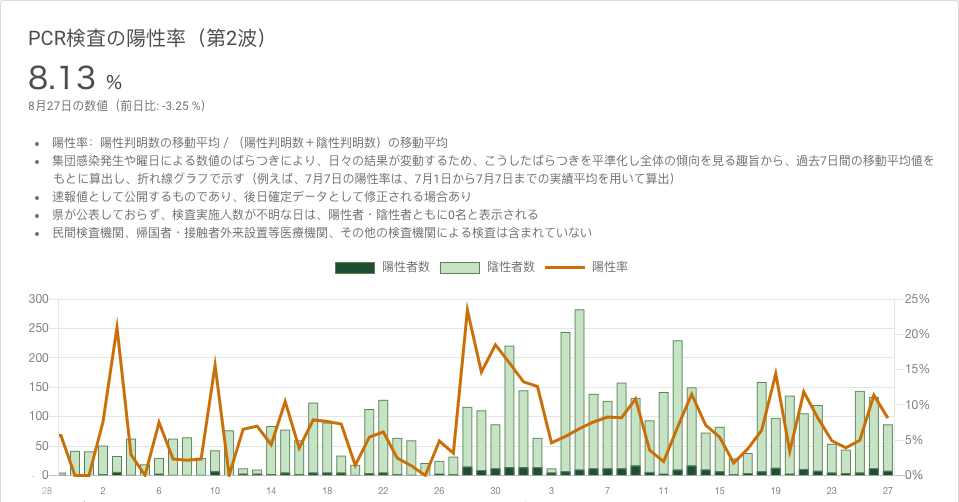 PCR検査の陽性率（第2波）
8.13 %
8月27日の数値（前日比: -3.25 %）
• 陽性率：陽性判明数の移動平均 / （陽性判明数＋陰性判明数）の移動平均
• 集団感染発生や曜日による数値のばらつきにより、日々の結果が変動するため、こうしたばらつきを平準化し全体の傾向を見る趣旨から、過去7日間の移動平均値を
もとに算出し、折れ線グラフで示す（例えば、7月7日の陽性率は、7月1日から7月7日までの実績平均を用いて算出）
• 速報値として公開するものであり、後日確定データとして修正される場合あり
• 県が公表しておらず、検査実施人数が不明な日は、陽性者・陰性者ともに0名と表示される
• 民間検査機関、帰国者・接触者外来設置等医療機関、その他の検査機関による検査は含まれていない
陽性者数 陰性者数 陽性率
300 25%
250 20%
200 15%
150
100 10%
50 5%
0 0%
28 2 6 10 14 18 22 26 30 3 7 11 15 19 23 27